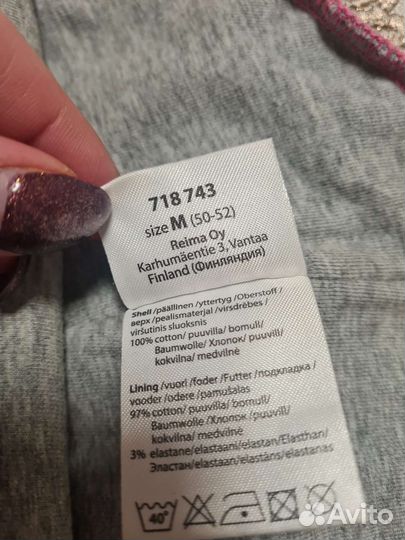 718 743
size M (50-52)
Reima Oy
Karhumäentie 3, Vantaa
Finland (Финляндия)
Shell /päällinen /yttertyg /Oberstoff /
верх /pealismaterjal /virsdrēbes/
viršutinis sluoksnis
100% cotton/ puuvilla/ bomull/
Baumwolle/ Хлопок/ puuvill/
kokvilna/ medvilnė
Lining /vuori /foder /Futter /подкладка /
vooder /odere /pamušalas
97% cotton/ puuvilla/ bomull/
Baumwolle /Хлопок /puuvill/
kokvilna/ medvilnė
3% elastane/elastaani/elastan/Elasthan/
Эластан/elastaan/elastāns/elastanas
40°
Avito